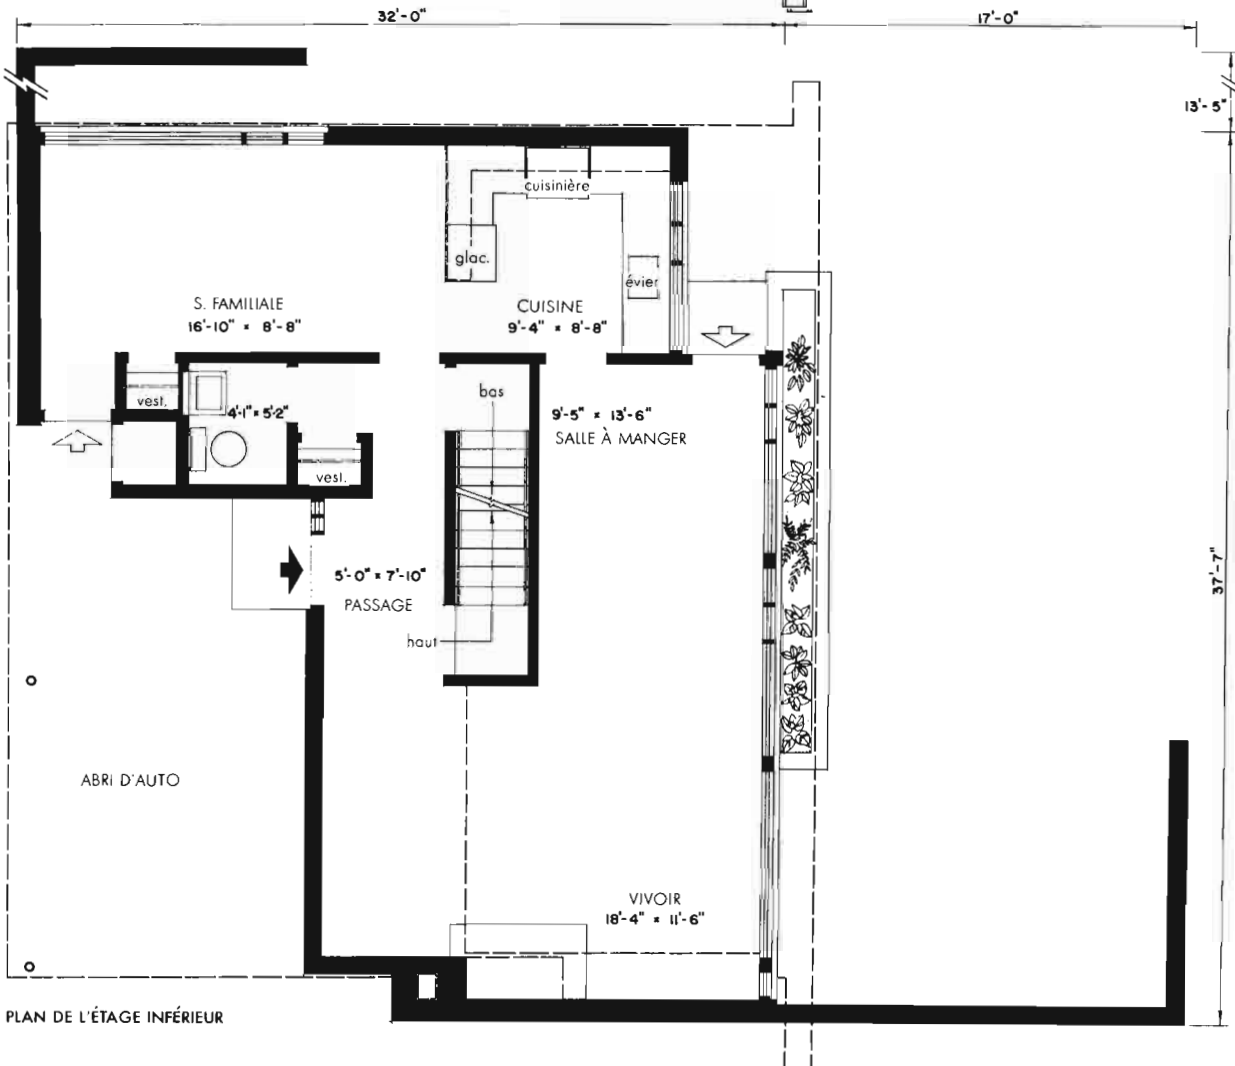 32'-0"
17'-0"
13'-5"
cuisinière
glac.
évier
S. FAMILIALE
16'-10" × 8'-8"
CUISINE
9'-4" × 8'-8"
vest.
4'-1" × 5'-2"
bas
9'-5" × 13'-6"
SALLE À MANGER
vest.
5'-0" × 7'-10"
PASSAGE
37'-7"
haut
ABRI D'AUTO
VIVOIR
18'-4" × 11'-6"
PLAN DE L'ÉTAGE INFÉRIEUR